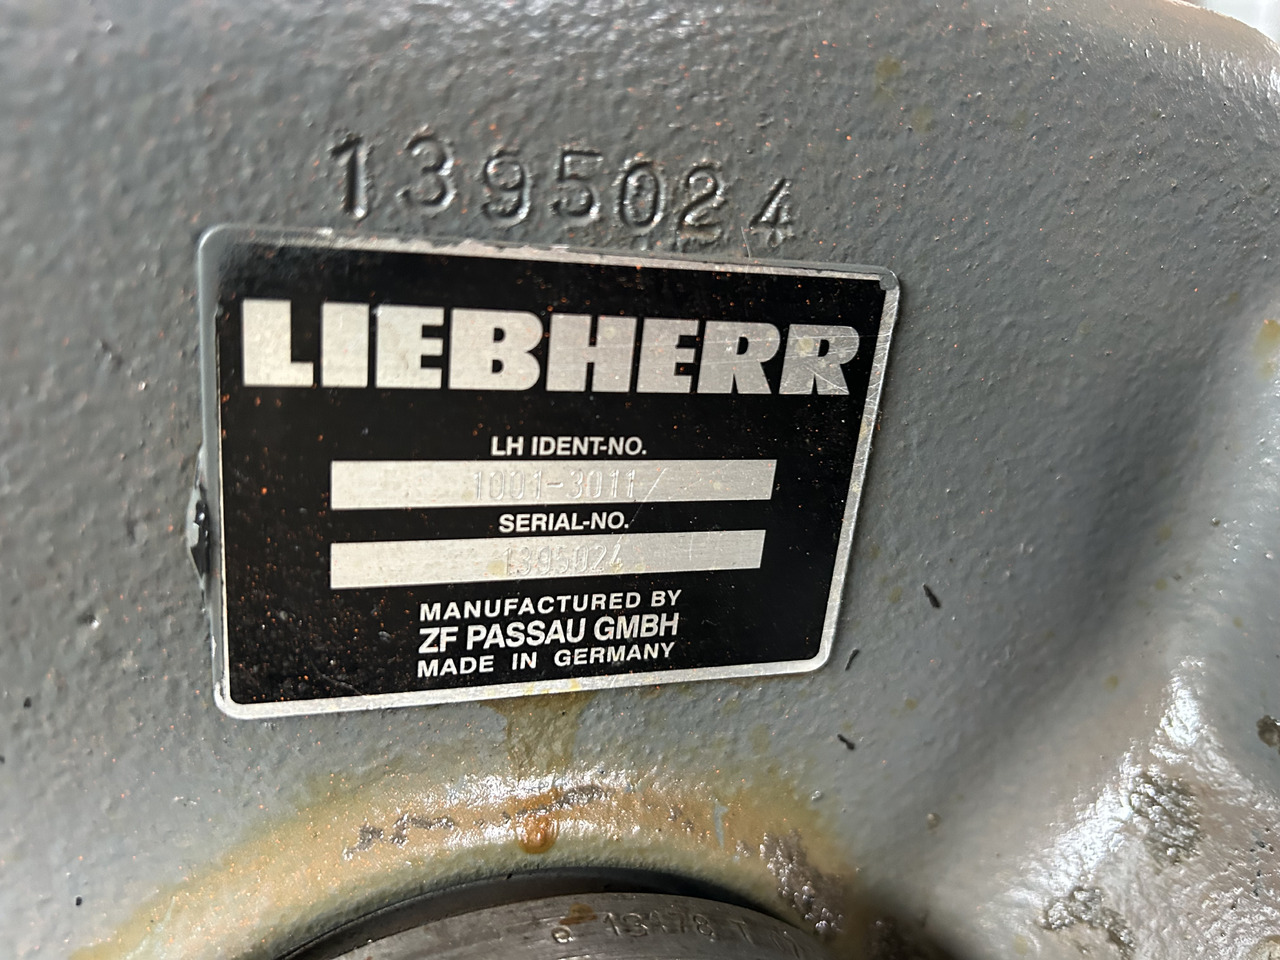 1395024
LIEBHERR
LH IDENT-NO.
1001-3011
SERIAL-NO.
1395024
MANUFACTURED BY
ZF PASSAU GMBH
MADE IN GERMANY